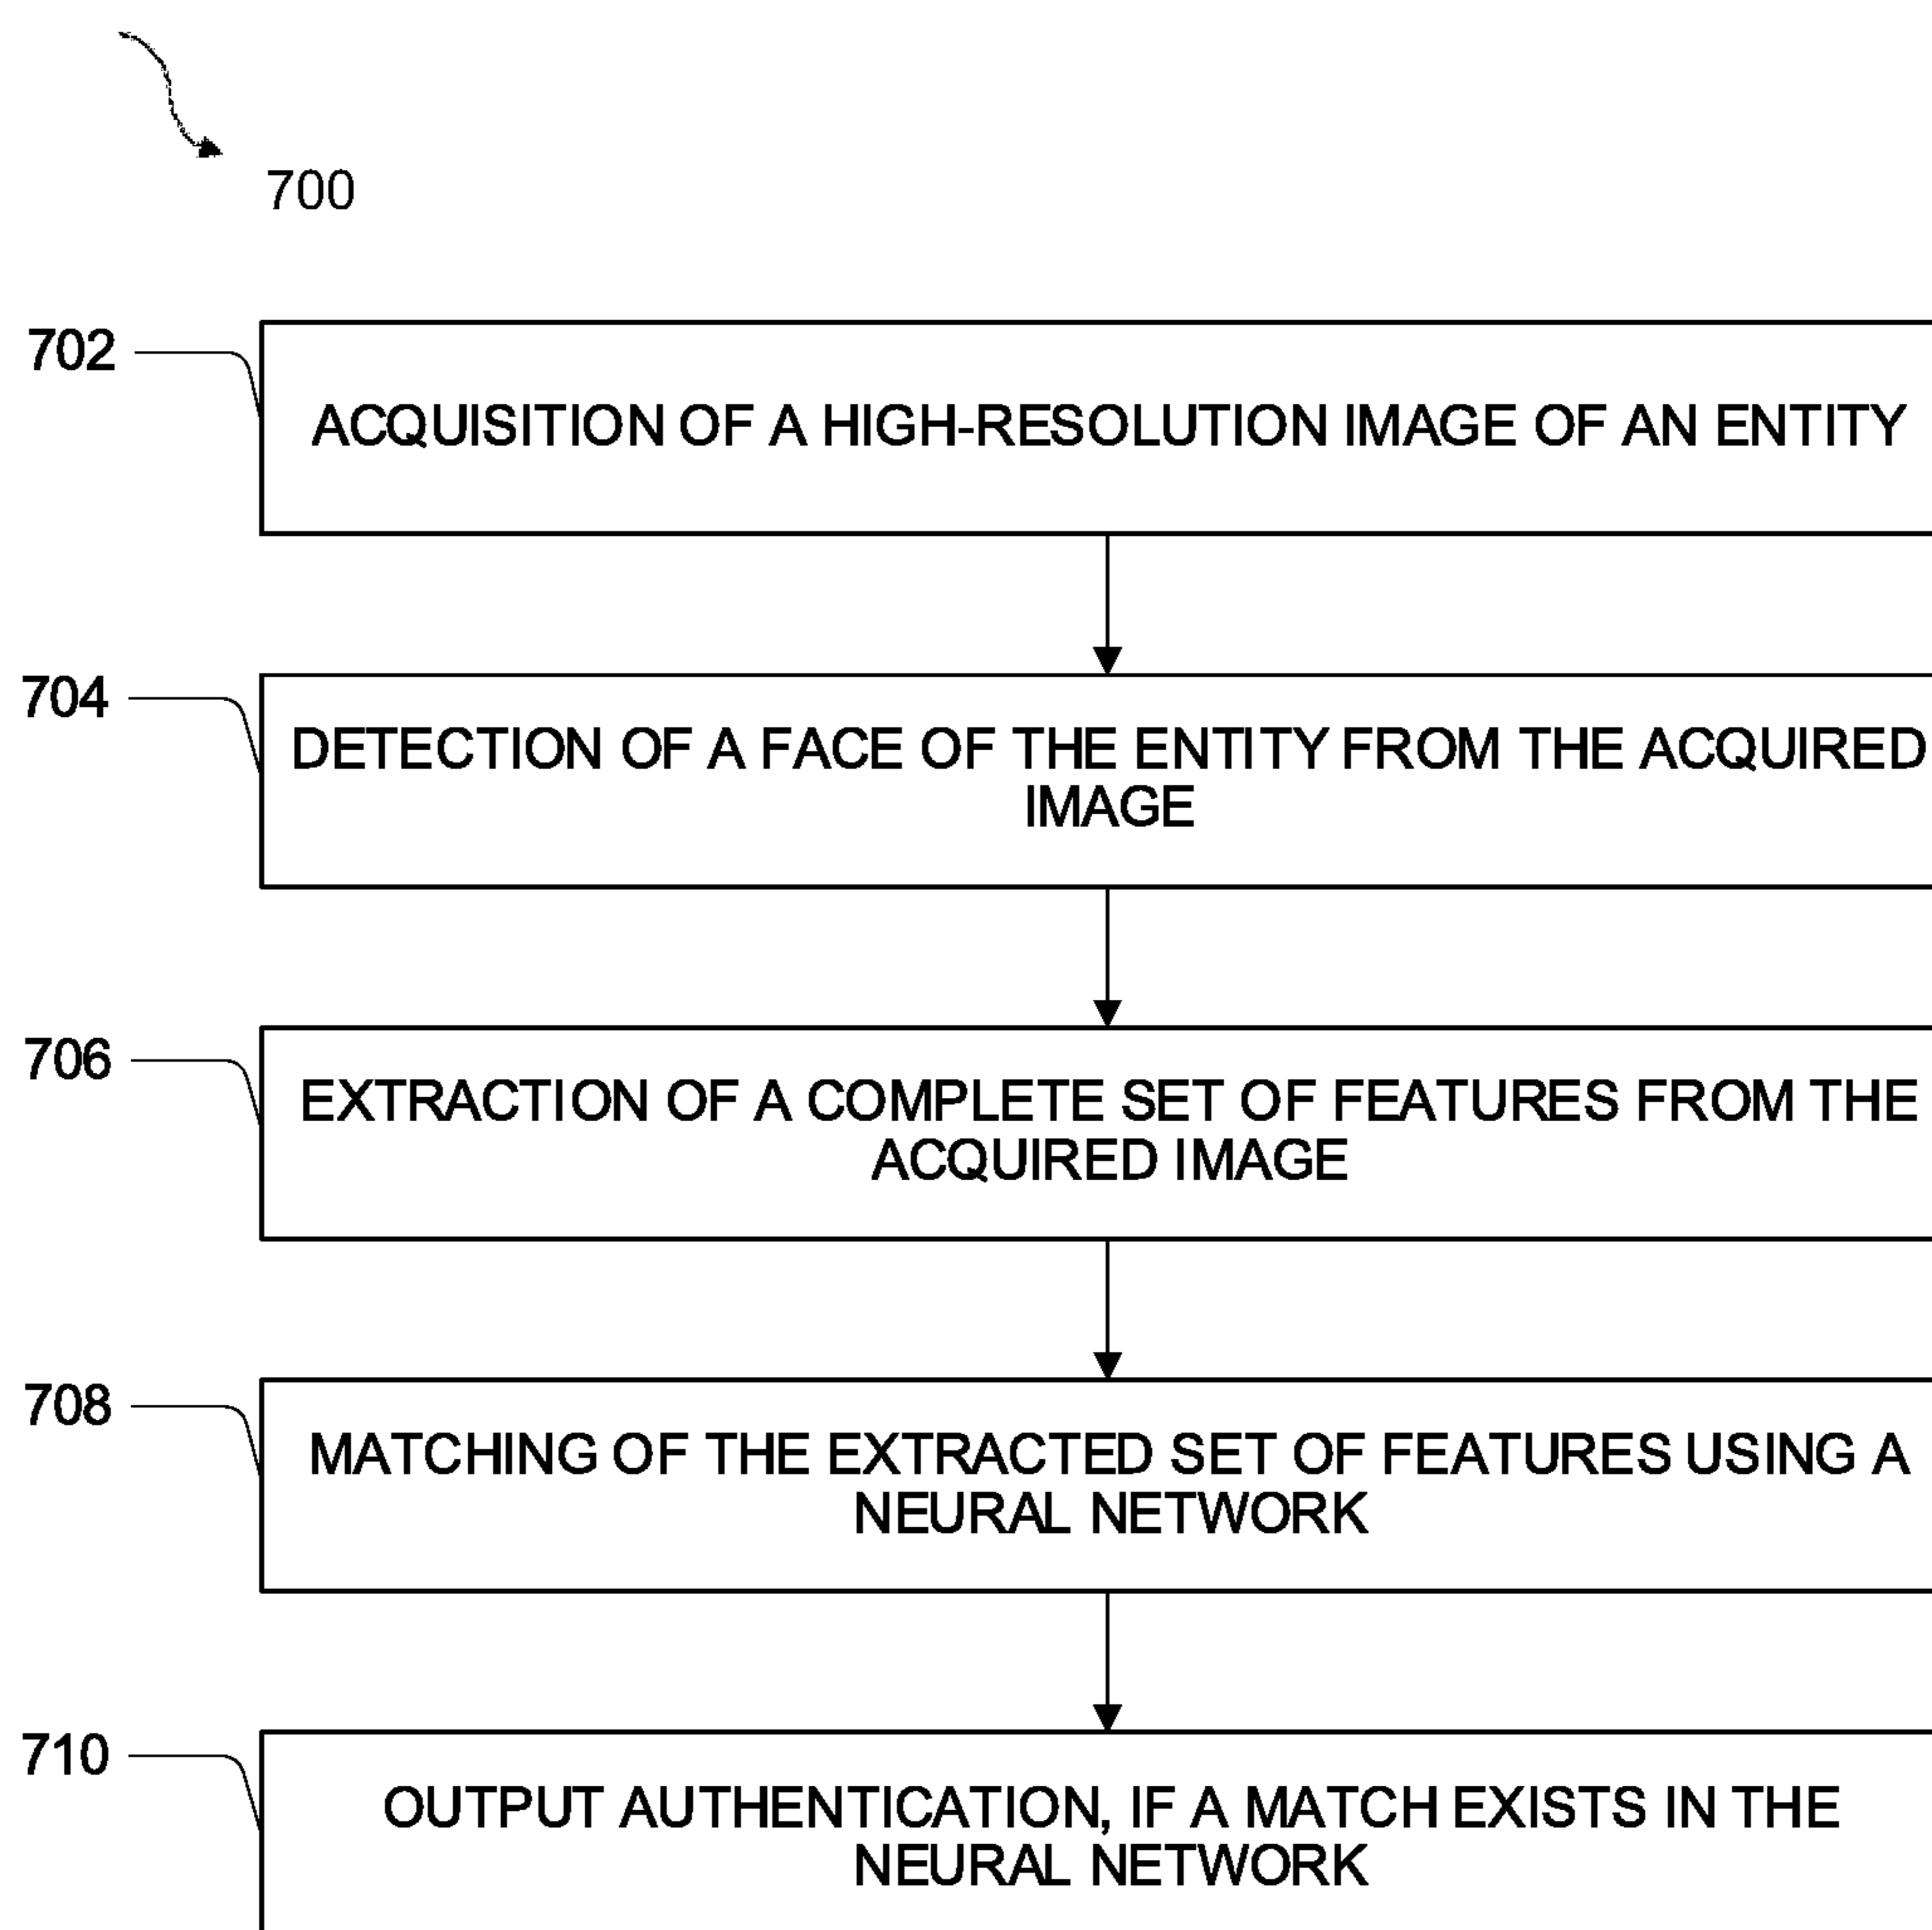 700
702
ACQUISITION OF A HIGH-RESOLUTION IMAGE OF AN ENTITY
704
DETECTION OF A FACE OF THE ENTITY FROM THE ACQUIRED
IMAGE
706
EXTRACTION OF A COMPLETE SET OF FEATURES FROM THE
ACQUIRED IMAGE
708
MATCHING OF THE EXTRACTED SET OF FEATURES USING A
NEURAL NETWORK
710
OUTPUT AUTHENTICATION, IF A MATCH EXISTS IN THE
NEURAL NETWORK